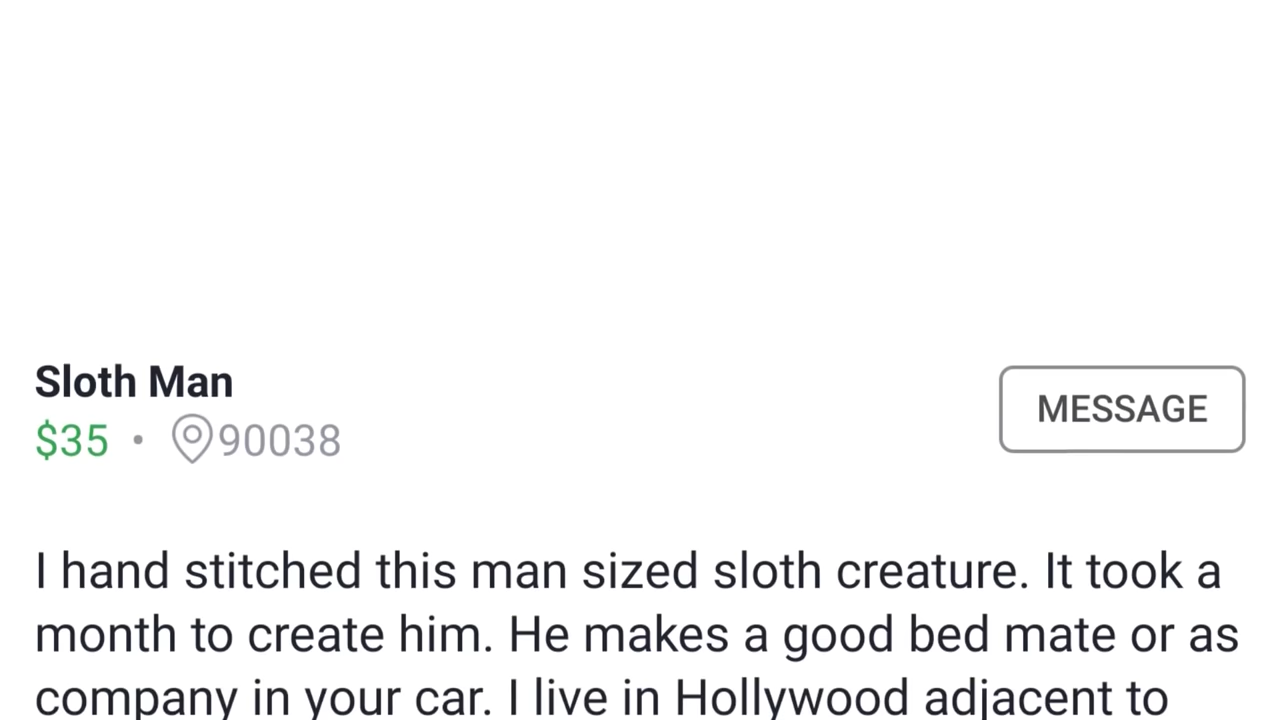 Sloth Man
$35 • 90038
MESSAGE
I hand stitched this man sized sloth creature. It took a
month to create him. He makes a good bed mate or as
company in your car. I live in Hollywood adjacent to